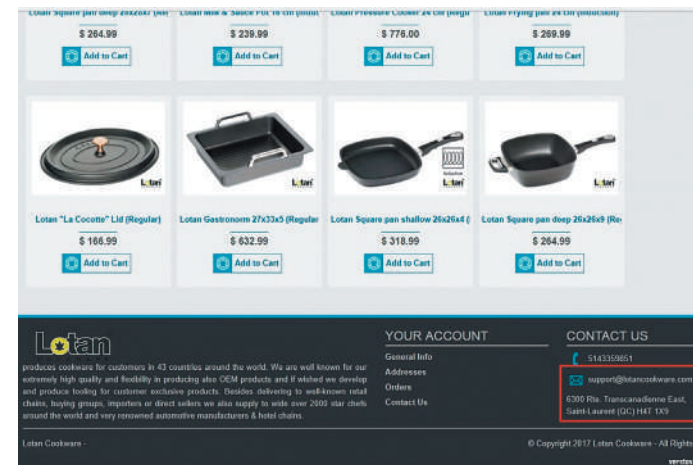 Lotan Square pan deep 28x28x7 (Re
Lotan Milk & Sauce Pot 16 cm (Induc
Lotan Pressure Cooker 24 cm (Regu
Lotan Frying pan 24 cm (Induction)
$ 264.99
$ 239.99
$ 776.00
$ 269.99
Add to Cart
Add to Cart
Add to Cart
Add to Cart
Lotan
Lotan
Induction
Lotan
Lotan
Lotan "La Cocotte" Lid (Regular)
Lotan Gastronorm 27x33x5 (Regular
Lotan Square pan shallow 26x26x4 (
Lotan Square pan deep 26x26x9 (Re
$ 166.99
$ 632.99
$ 318.99
$ 264.99
Add to Cart
Add to Cart
Add to Cart
Add to Cart
Lotan
produces cookware for customers in 43 countries around the world. We are well known for our
extremely high quality and flexibility in producing also OEM products and if wished we develop
and produce tooling for customer exclusive products. Besides delivering to well-known retail
chains, buying groups, importers or direct sellers we also supply to wide over 2000 star chefs
around the world and very renowned automotive manufacturers & hotel chains.
YOUR ACCOUNT
General Info
Addresses
Orders
Contact Us
CONTACT US
5143359851
support@lotancookware.com
6300 Rte. Transcanadienne East,
Saint-Laurent (QC) H4T 1X9
Lotan Cookware -
© Copyright 2017 Lotan Cookware - All Rights